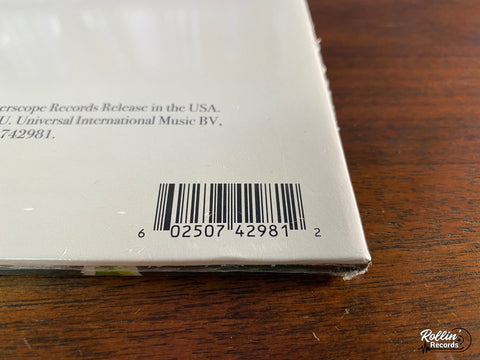 erscope Records Release in the USA.
U. Universal International Music BV,
742981.
6 02507 42981 2
Rollin'
Records